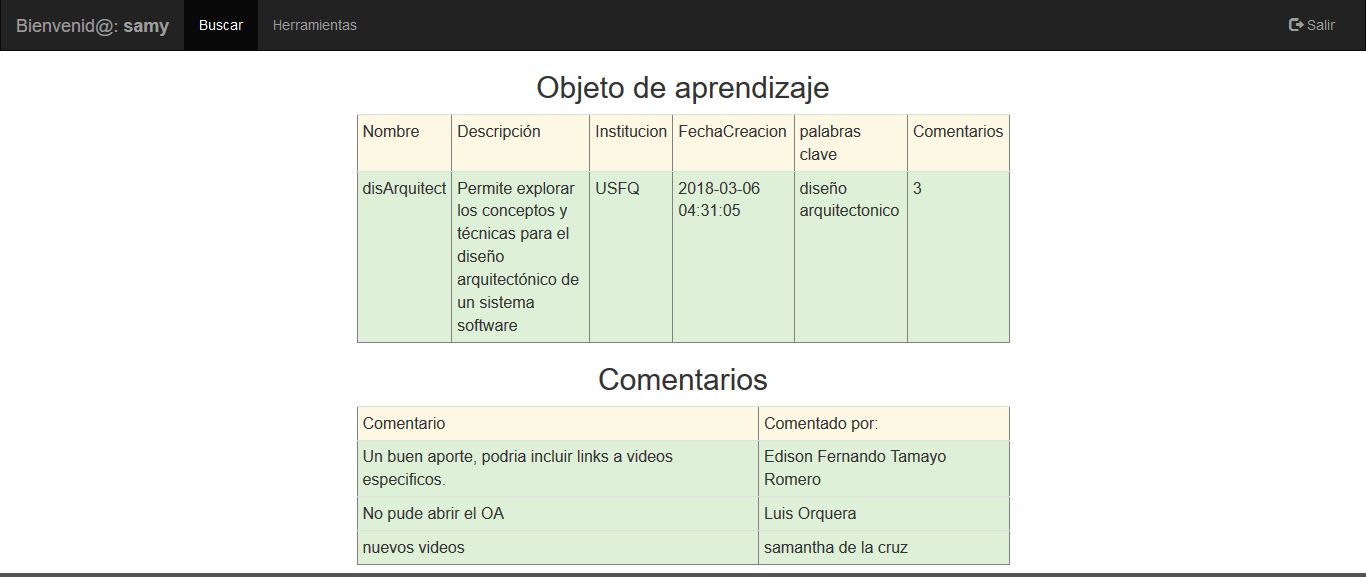 Bienvenid@: samy Buscar Herramientas Salir
Objeto de aprendizaje
Nombre Descripción Institucion FechaCreacion palabras clave Comentarios
disArquitect Permite explorar los conceptos y técnicas para el diseño arquitectónico de un sistema software USFQ 2018-03-06 04:31:05 diseño arquitectonico 3
Comentarios
Comentario Comentado por:
Un buen aporte, podria incluir links a videos especificos. Edison Fernando Tamayo Romero
No pude abrir el OA Luis Orquera
nuevos videos samantha de la cruz